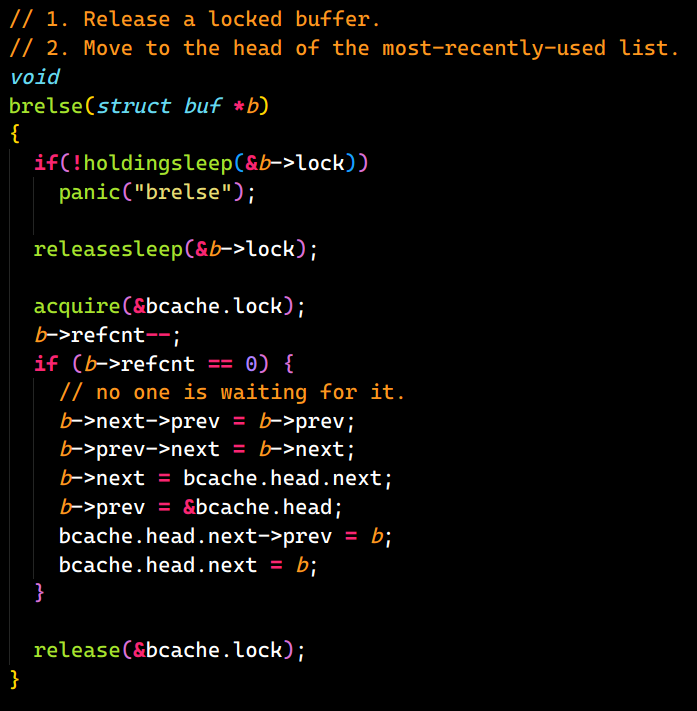 // 1. Release a locked buffer.
// 2. Move to the head of the most-recently-used list.
void
brelse(struct buf *b)
{
  if(!holdingsleep(&b->lock))
    panic("brelse");

  releasesleep(&b->lock);

  acquire(&bcache.lock);
  b->refcnt--;
  if (b->refcnt == 0) {
    // no one is waiting for it.
    b->next->prev = b->prev;
    b->prev->next = b->next;
    b->next = bcache.head.next;
    b->prev = &bcache.head;
    bcache.head.next->prev = b;
    bcache.head.next = b;
  }

  release(&bcache.lock);
}